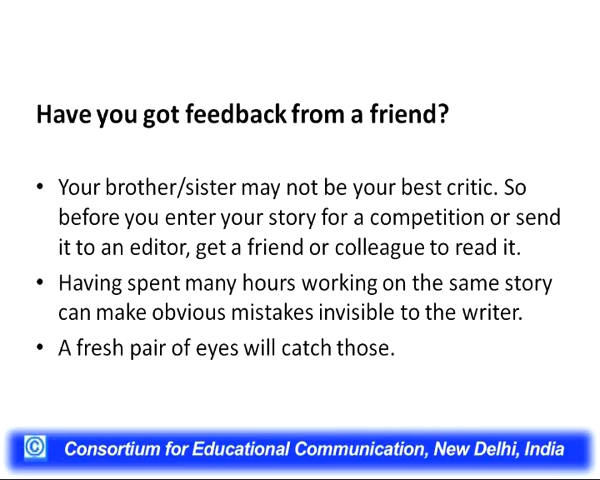 Have you got feedback from a friend?
• Your brother/sister may not be your best critic. So
before you enter your story for a competition or send
it to an editor, get a friend or colleague to read it.
• Having spent many hours working on the same story
can make obvious mistakes invisible to the writer.
• A fresh pair of eyes will catch those.
© Consortium for Educational Communication, New Delhi, India